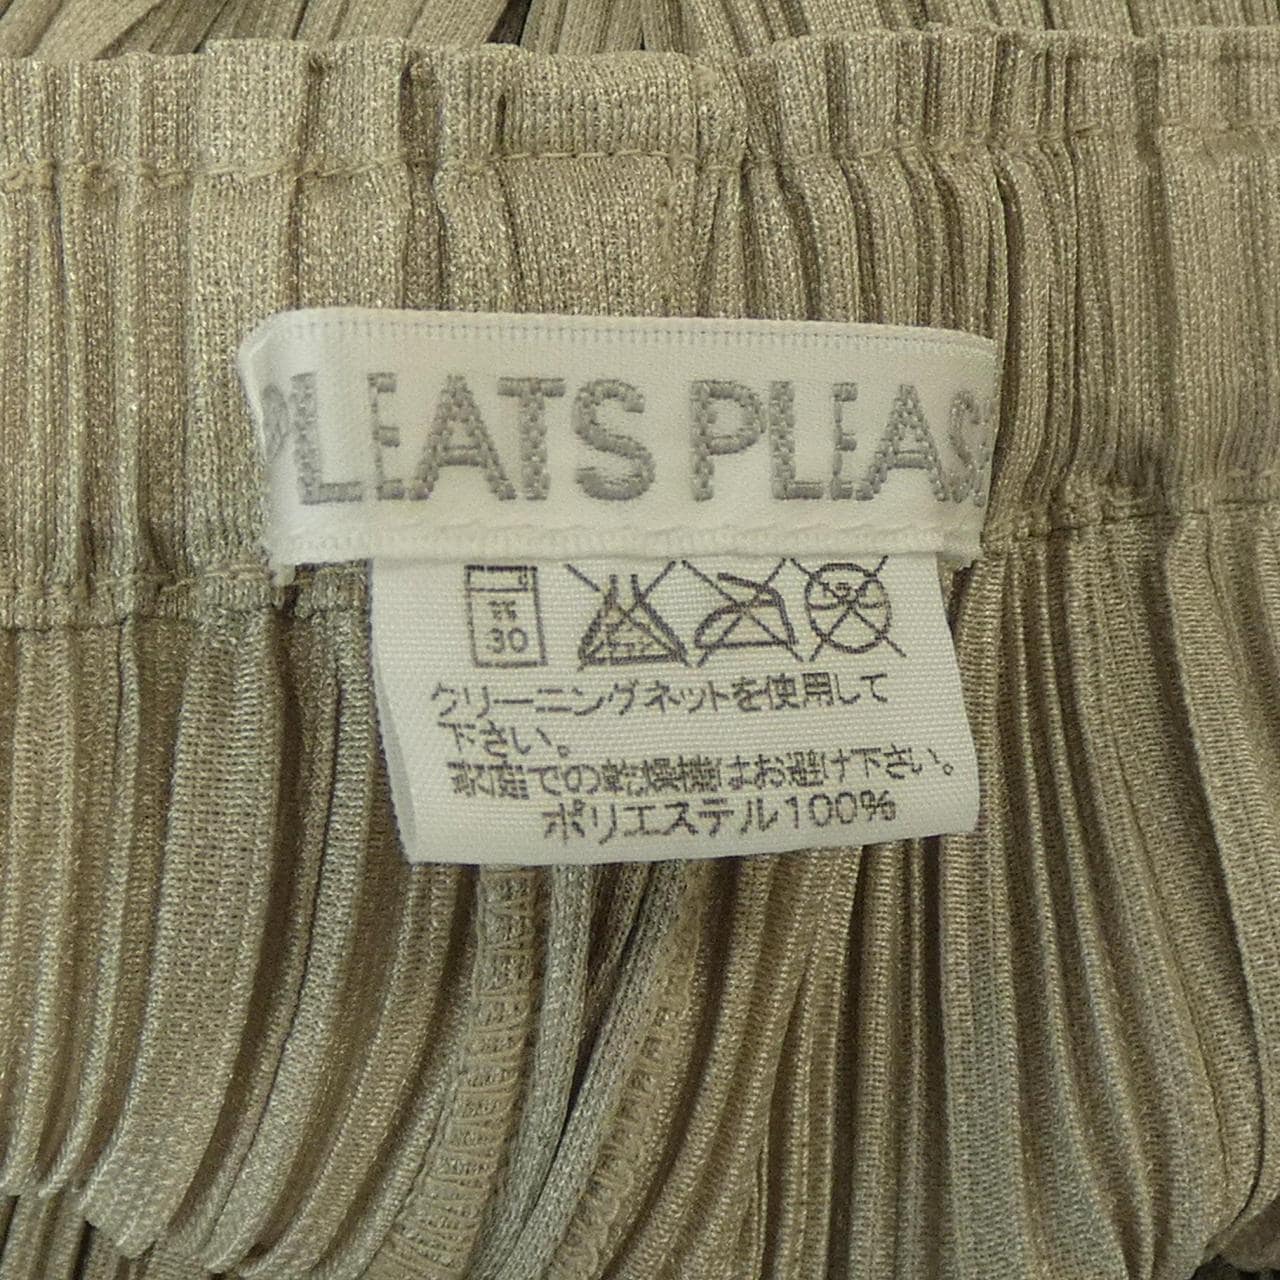 PLEATS PLEAS
弱
30
クリーニングネットを使用して
下さい。
家庭での乾燥機はお避け下さい。
ポリエステル100%